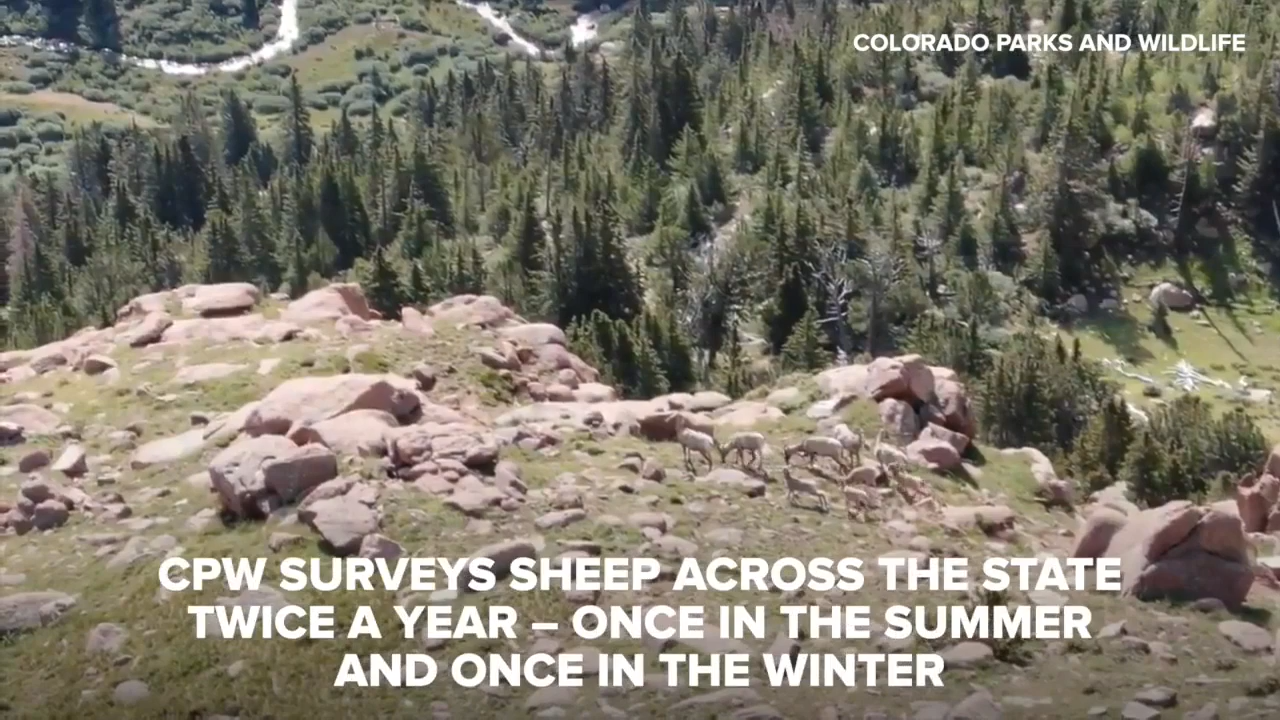 COLORADO PARKS AND WILDLIFE
CPW SURVEYS SHEEP ACROSS THE STATE
TWICE A YEAR – ONCE IN THE SUMMER
AND ONCE IN THE WINTER